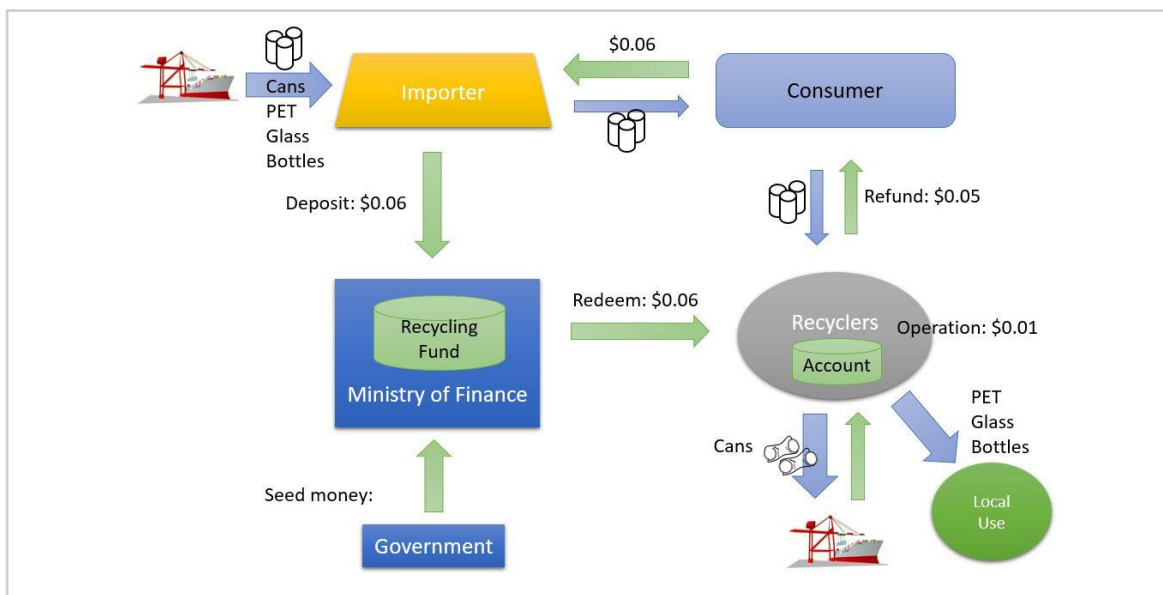 $0.06
Cans
PET
Glass
Bottles
Importer
Consumer
Deposit: $0.06
Refund: $0.05
Recycling
Fund
Ministry of Finance
Redeem: $0.06
Recyclers
Operation: $0.01
Account
Cans
PET
Glass
Bottles
Seed money:
Government
Local
Use